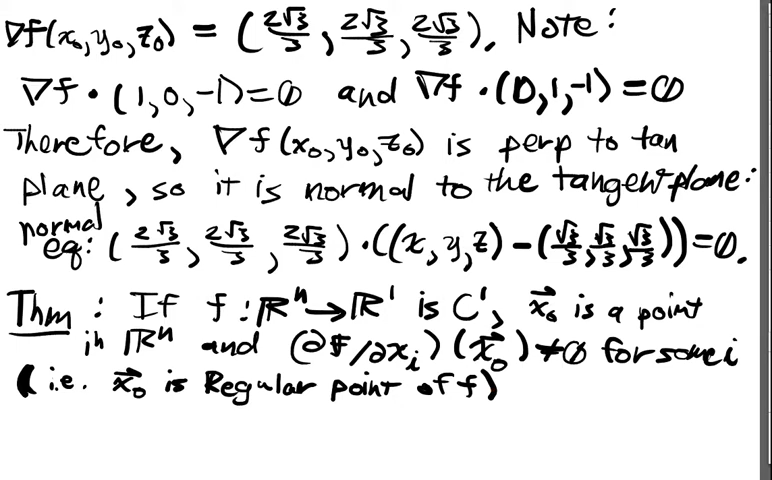 ∇f(x₀,y₀,z₀) = (2√3/3, 2√3/3, 2√3/3). Note:
∇f · (1,0,-1)=0 and ∇f · (0,1,-1)=0
Therefore, ∇f(x₀,y₀,z₀) is perp to tan
plane, so it is normal to the tangent plane:
normal
eq: (2√3/3, 2√3/3, 2√3/3)·((x,y,z)-(√3/3,√3/3,√3/3))=0.
Thm: If f:ℝⁿ→ℝ¹ is C¹, x⃗₀ is a point
in ℝⁿ and (∂f/∂xᵢ)(x⃗₀)≠0 for some i
(i.e. x⃗₀ is Regular point of f)